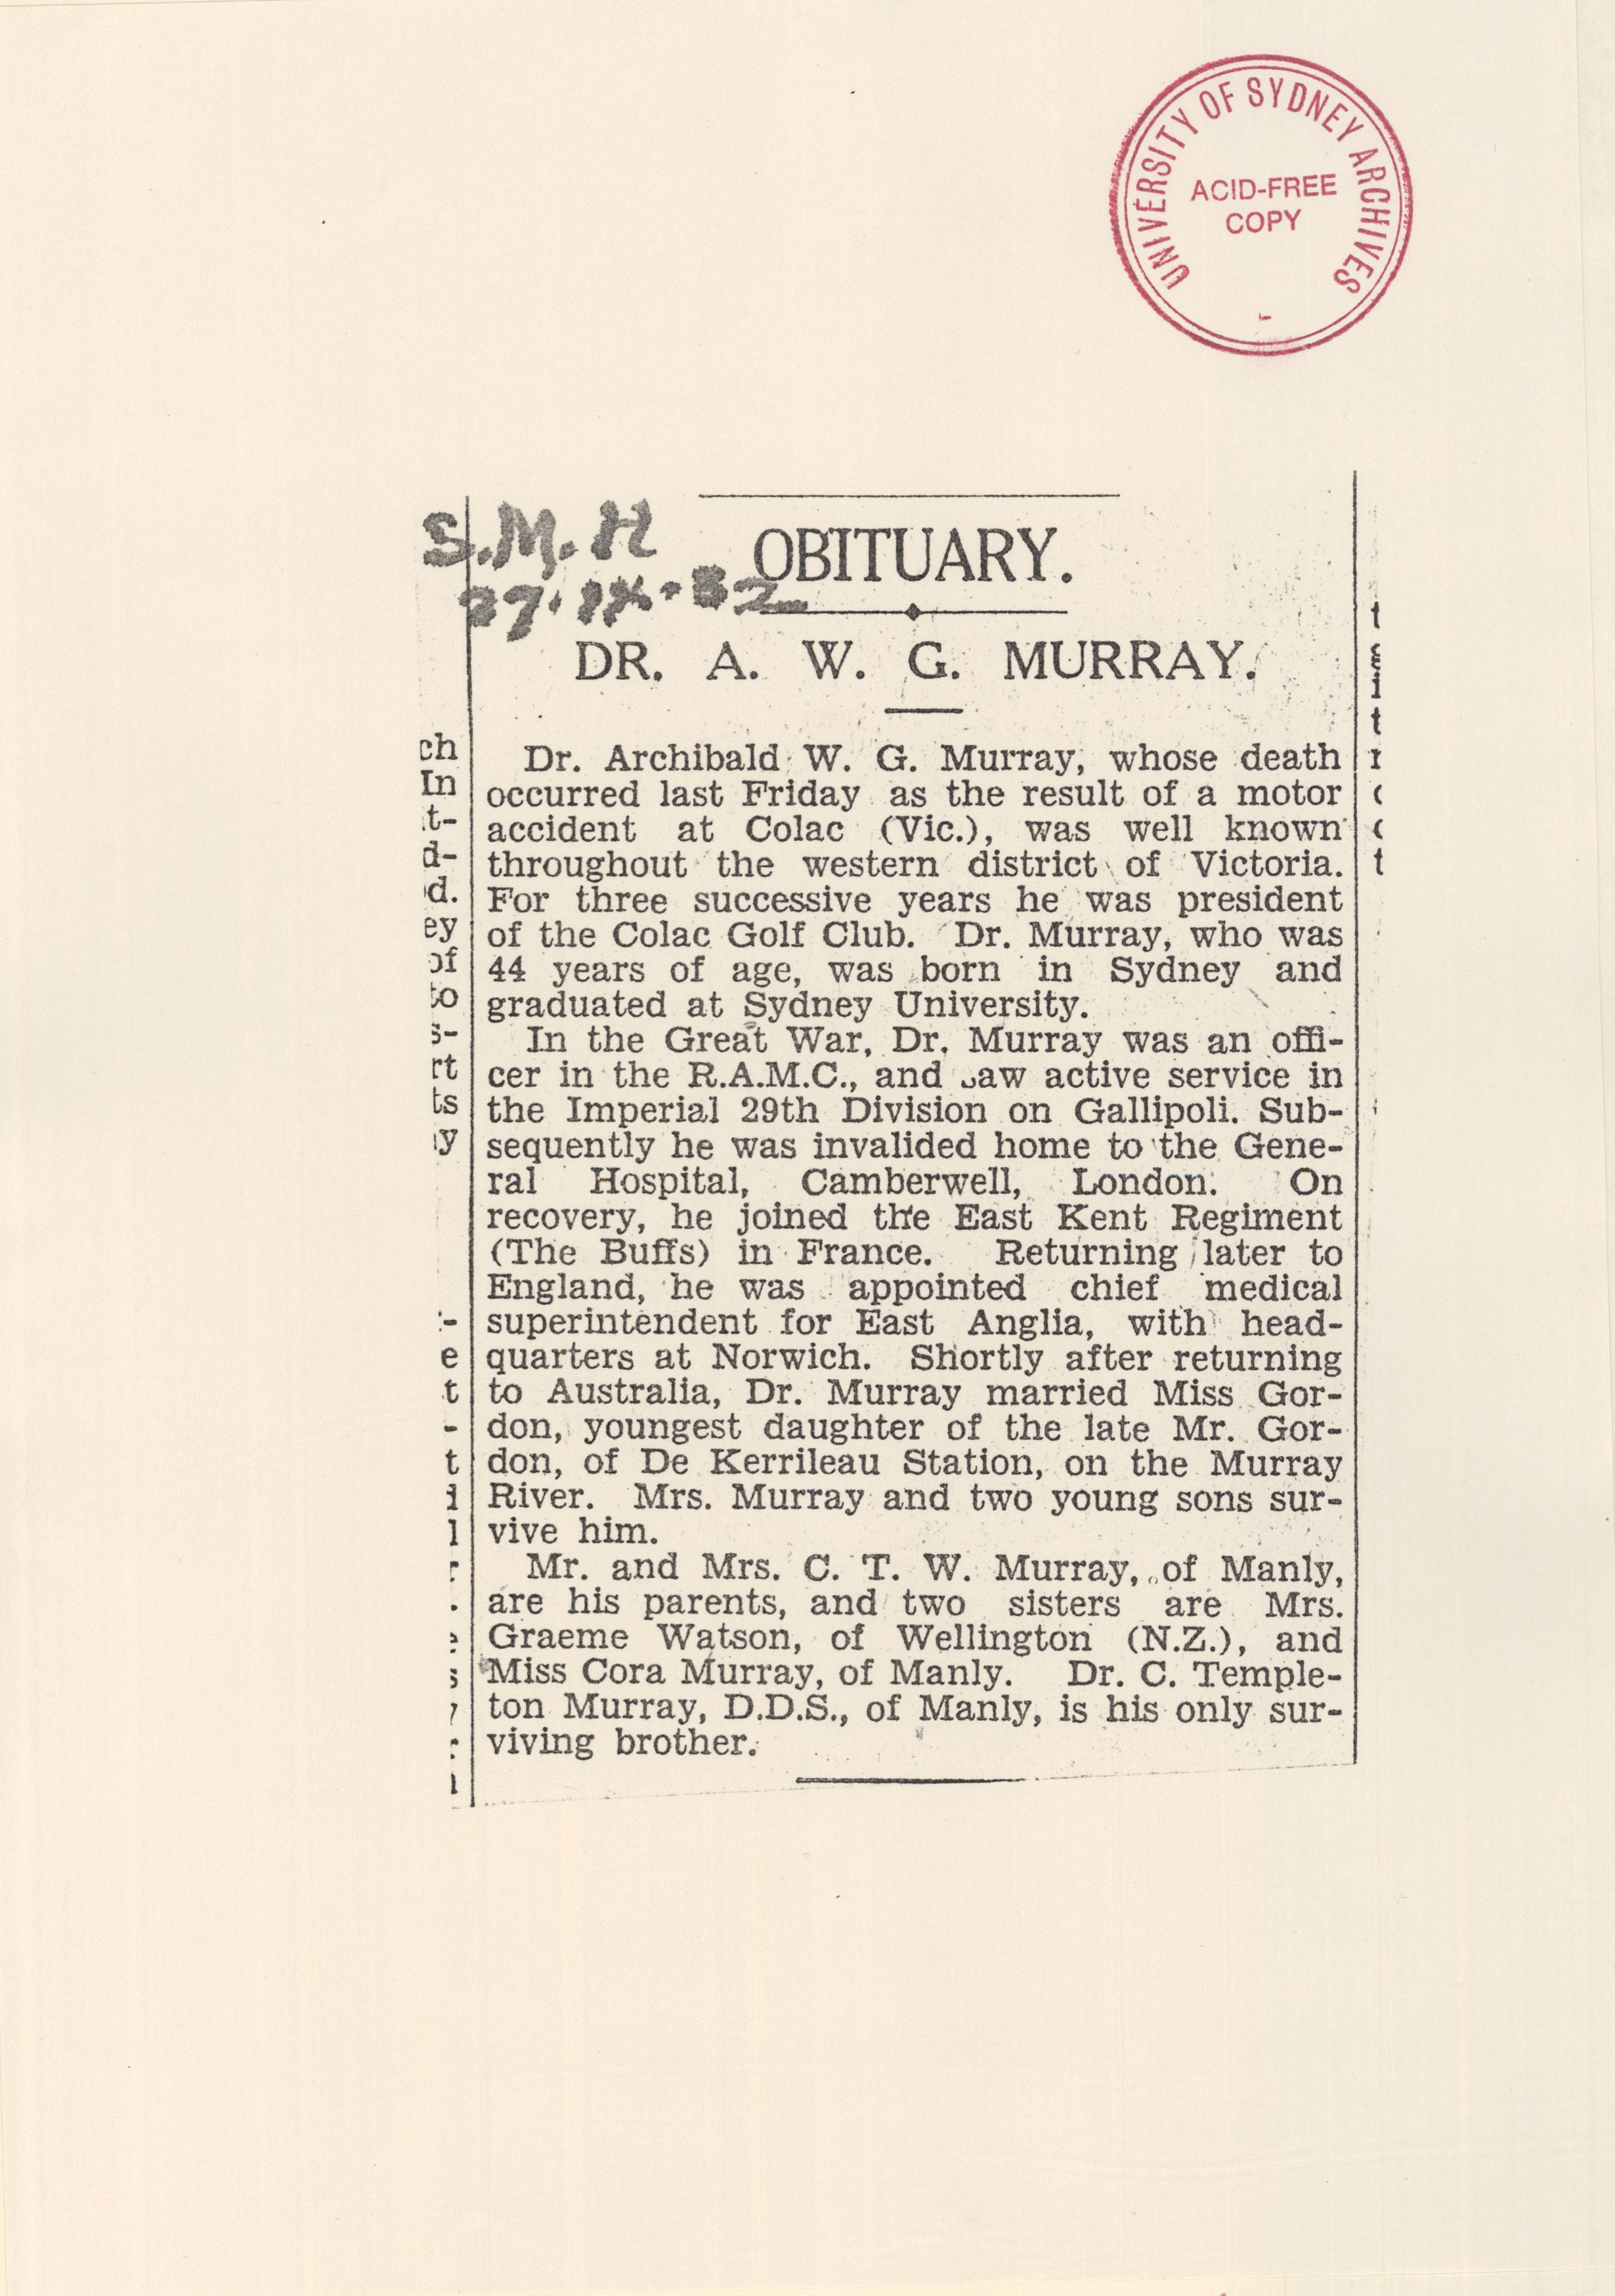 UNIVERSITY OF SYDNEY ARCHIVES
ACID-FREE
COPY
S.M.H
27.IX.32
OBITUARY.
DR. A. W. G. MURRAY.
Dr. Archibald W. G. Murray, whose death
occurred last Friday as the result of a motor
accident at Colac (Vic.), was well known
throughout the western district of Victoria.
For three successive years he was president
of the Colac Golf Club. Dr. Murray, who was
44 years of age, was born in Sydney and
graduated at Sydney University.
In the Great War, Dr. Murray was an offi-
cer in the R.A.M.C., and saw active service in
the Imperial 29th Division on Gallipoli. Sub-
sequently he was invalided home to the Gene-
ral Hospital, Camberwell, London. On
recovery, he joined the East Kent Regiment
(The Buffs) in France. Returning later to
England, he was appointed chief medical
superintendent for East Anglia, with head-
quarters at Norwich. Shortly after returning
to Australia, Dr. Murray married Miss Gor-
don, youngest daughter of the late Mr. Gor-
don, of De Kerrileau Station, on the Murray
River. Mrs. Murray and two young sons sur-
vive him.
Mr. and Mrs. C. T. W. Murray, of Manly,
are his parents, and two sisters are Mrs.
Graeme Watson, of Wellington (N.Z.), and
Miss Cora Murray, of Manly. Dr. C. Temple-
ton Murray, D.D.S., of Manly, is his only sur-
viving brother.